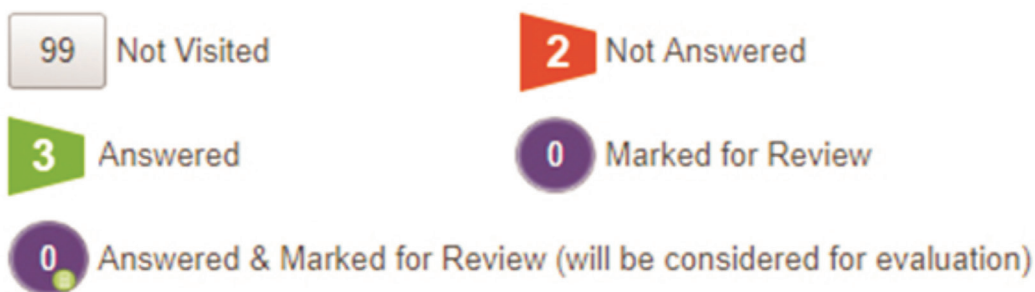 99 Not Visited 2 Not Answered
3 Answered 0 Marked for Review
0 Answered & Marked for Review (will be considered for evaluation)